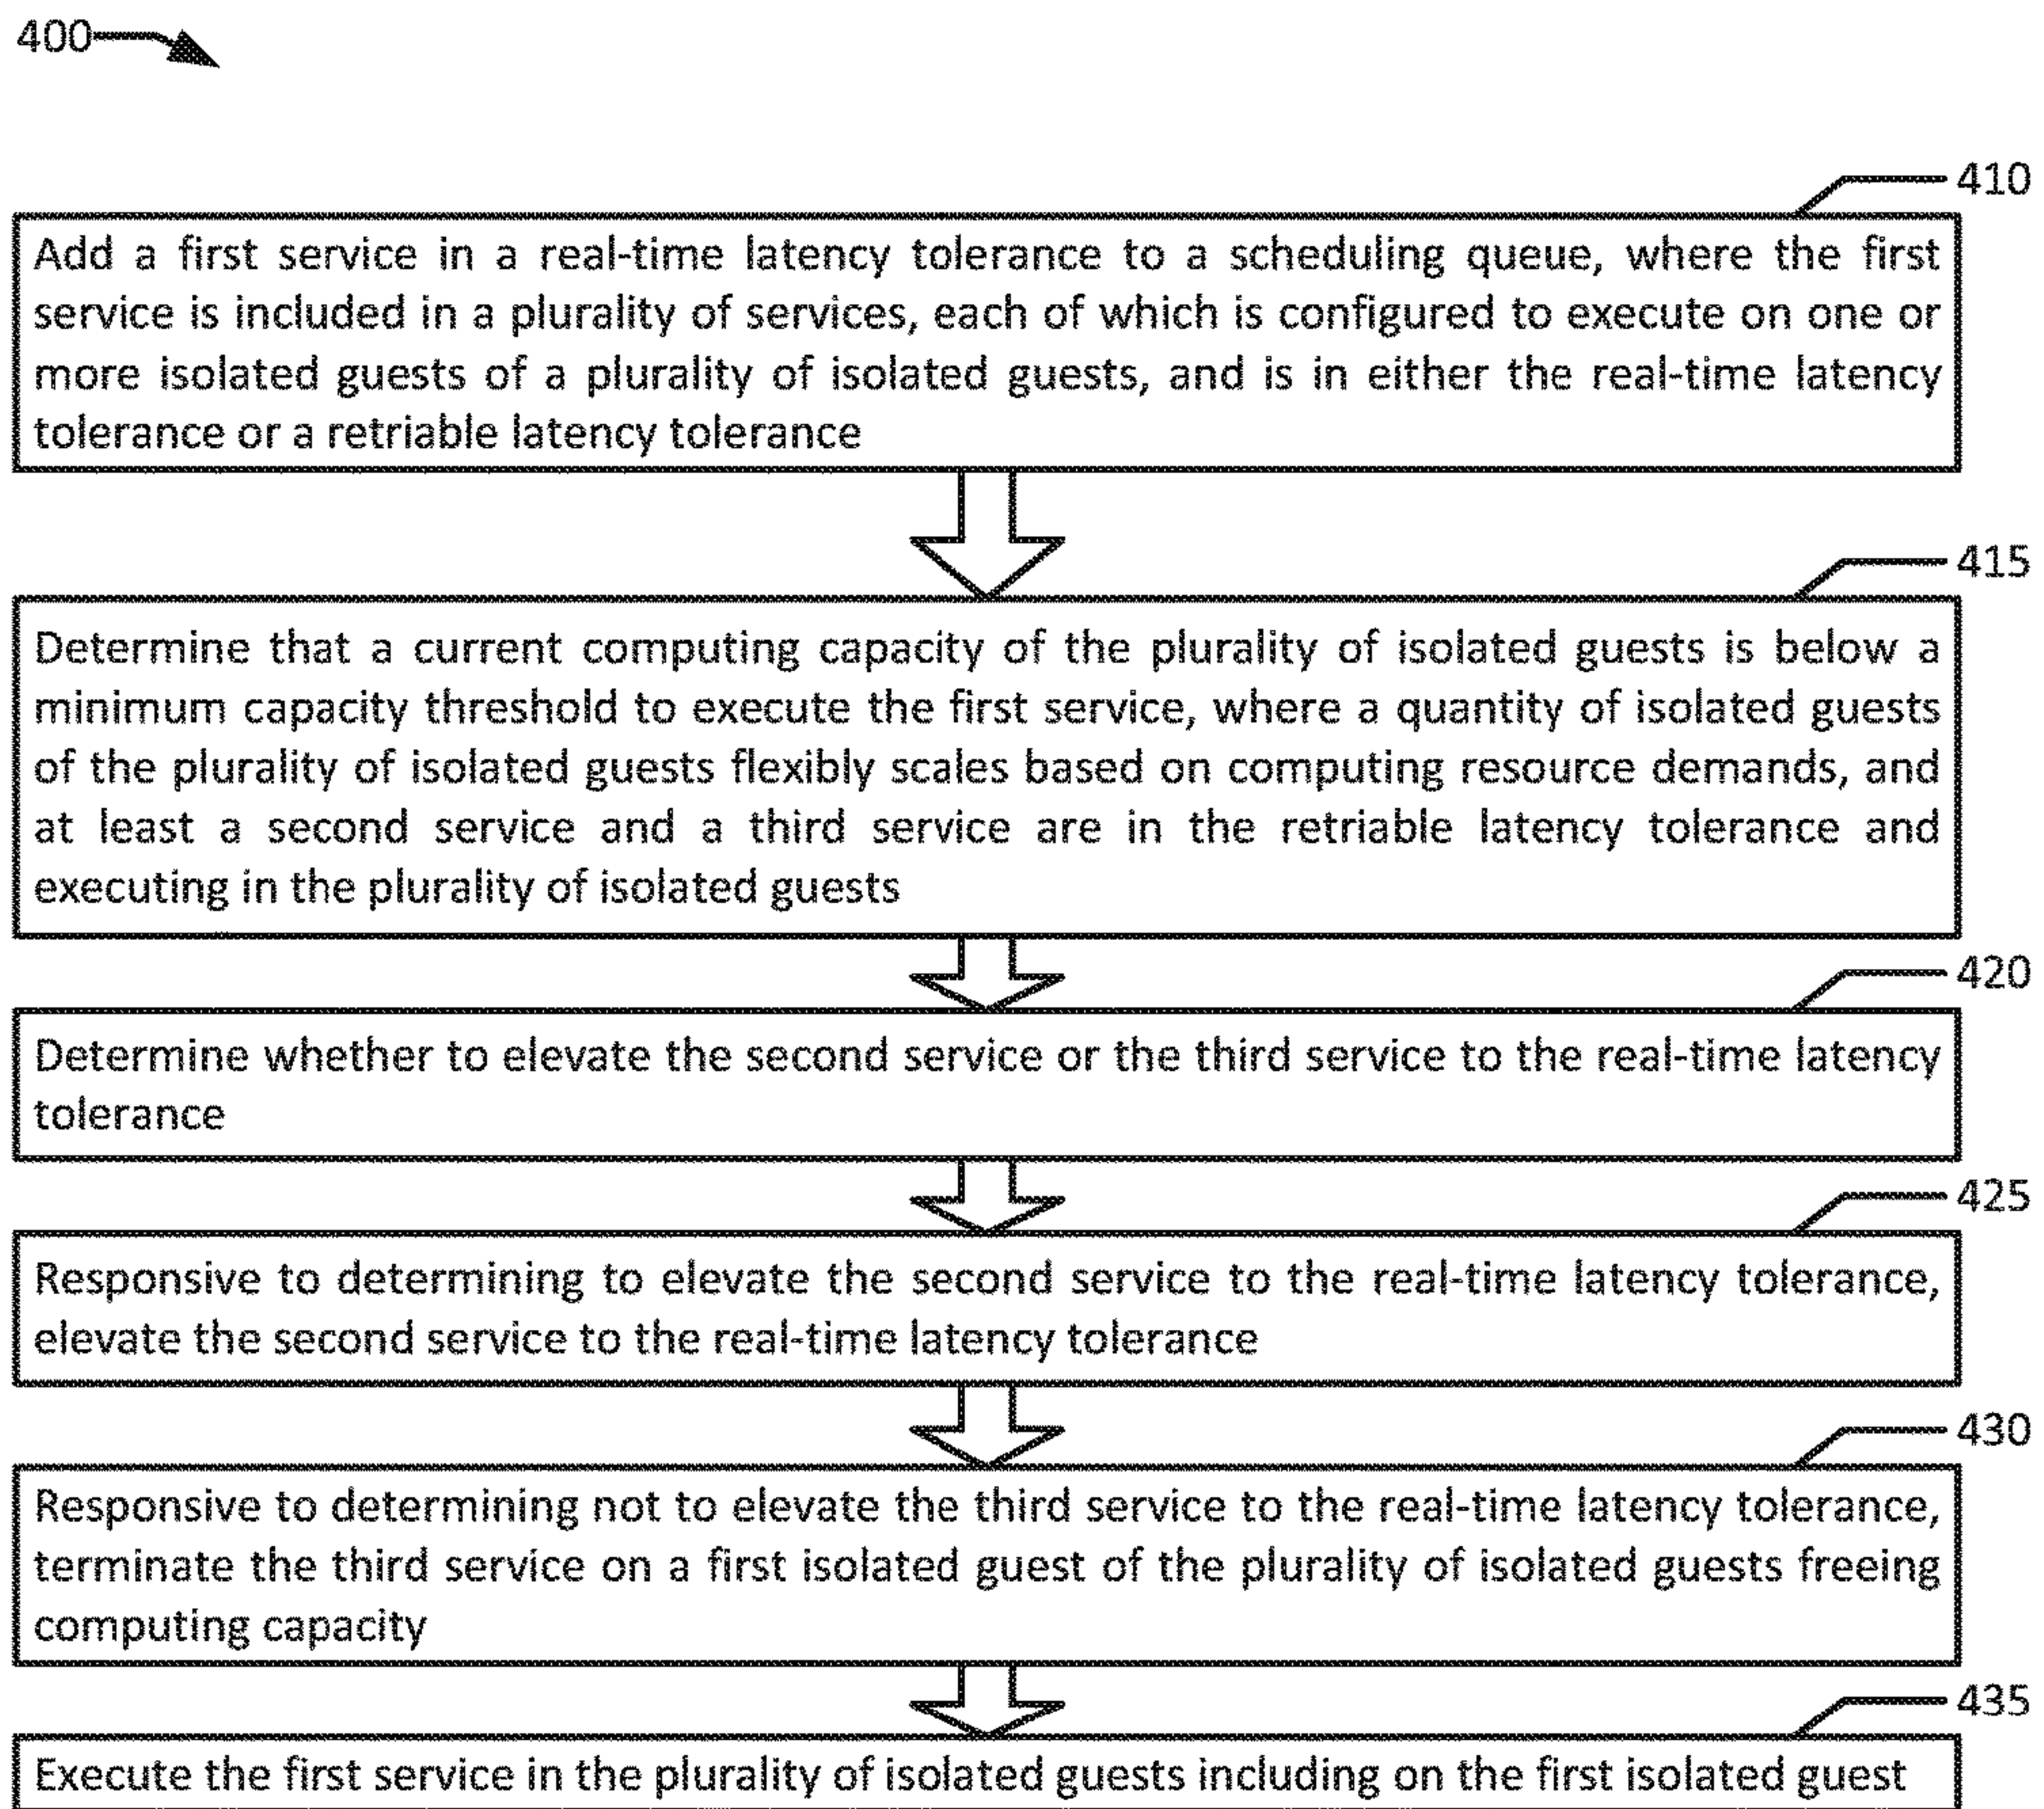 400
410
Add a first service in a real-time latency tolerance to a scheduling queue, where the first
service is included in a plurality of services, each of which is configured to execute on one or
more isolated guests of a plurality of isolated guests, and is in either the real-time latency
tolerance or a retriable latency tolerance
415
Determine that a current computing capacity of the plurality of isolated guests is below a
minimum capacity threshold to execute the first service, where a quantity of isolated guests
of the plurality of isolated guests flexibly scales based on computing resource demands, and
at least a second service and a third service are in the retriable latency tolerance and
executing in the plurality of isolated guests
420
Determine whether to elevate the second service or the third service to the real-time latency
tolerance
425
Responsive to determining to elevate the second service to the real-time latency tolerance,
elevate the second service to the real-time latency tolerance
430
Responsive to determining not to elevate the third service to the real-time latency tolerance,
terminate the third service on a first isolated guest of the plurality of isolated guests freeing
computing capacity
435
Execute the first service in the plurality of isolated guests including on the first isolated guest